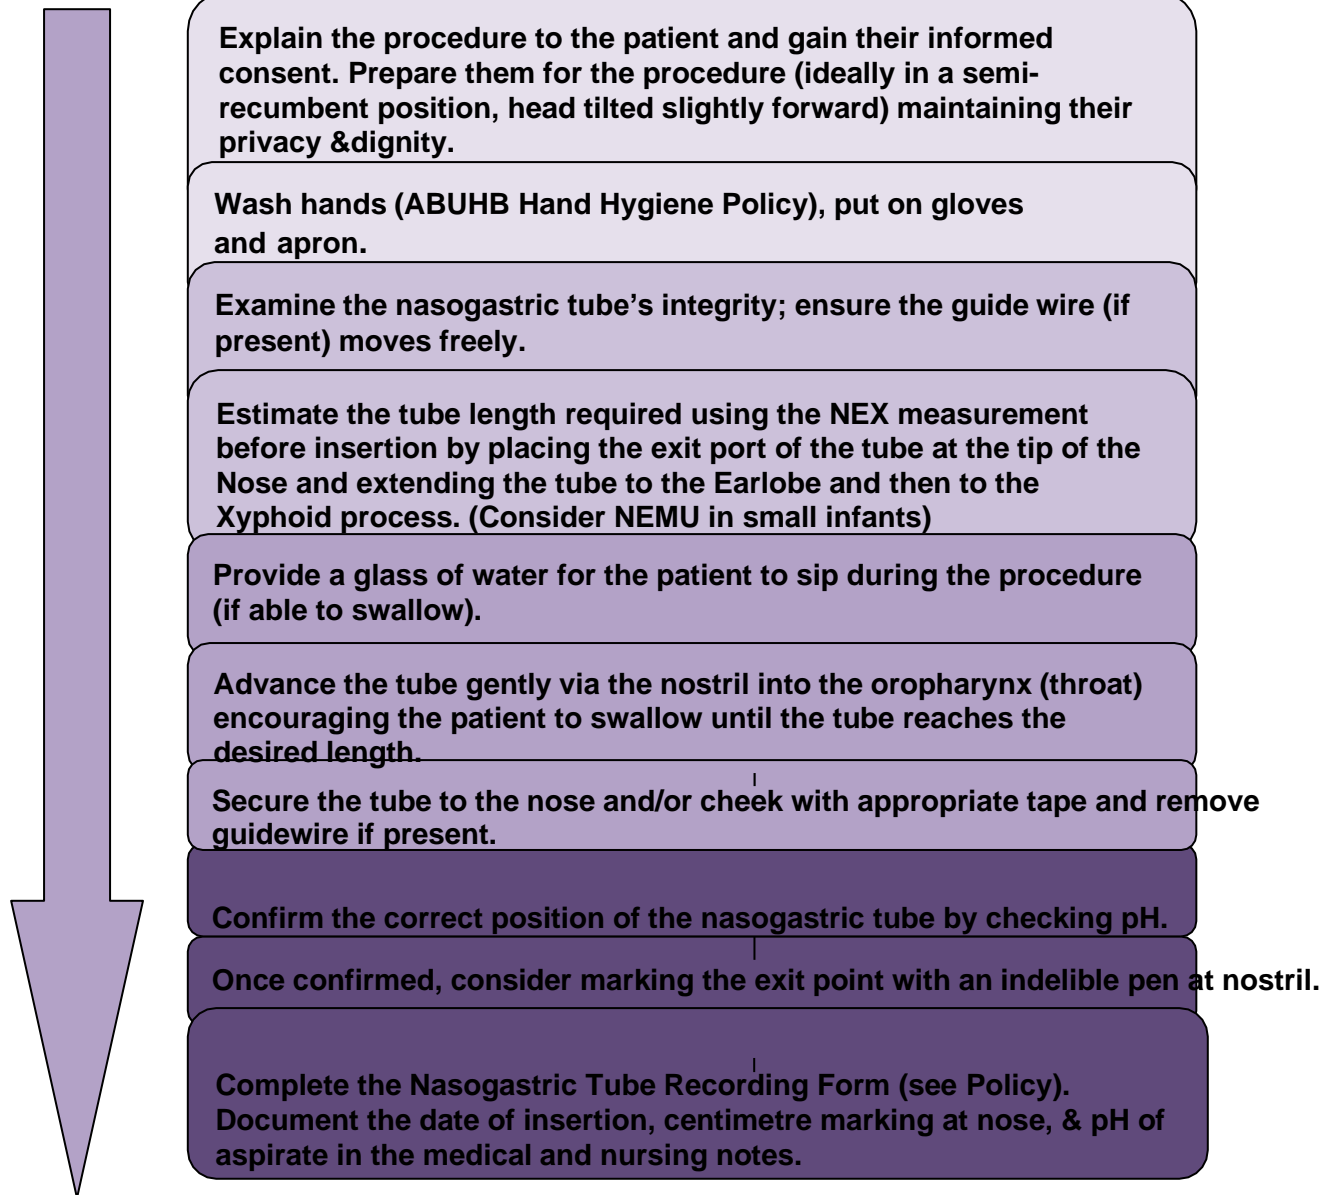 Explain the procedure to the patient and gain their informed
consent. Prepare them for the procedure (ideally in a semi-
recumbent position, head tilted slightly forward) maintaining their
privacy &dignity.
Wash hands (ABUHB Hand Hygiene Policy), put on gloves
and apron.
Examine the nasogastric tube’s integrity; ensure the guide wire (if
present) moves freely.
Estimate the tube length required using the NEX measurement
before insertion by placing the exit port of the tube at the tip of the
Nose and extending the tube to the Earlobe and then to the
Xyphoid process. (Consider NEMU in small infants)
Provide a glass of water for the patient to sip during the procedure
(if able to swallow).
Advance the tube gently via the nostril into the oropharynx (throat)
encouraging the patient to swallow until the tube reaches the
desired length.
Secure the tube to the nose and/or cheek with appropriate tape and remove
guidewire if present.
Confirm the correct position of the nasogastric tube by checking pH.
Once confirmed, consider marking the exit point with an indelible pen at nostril.
Complete the Nasogastric Tube Recording Form (see Policy).
Document the date of insertion, centimetre marking at nose, & pH of
aspirate in the medical and nursing notes.